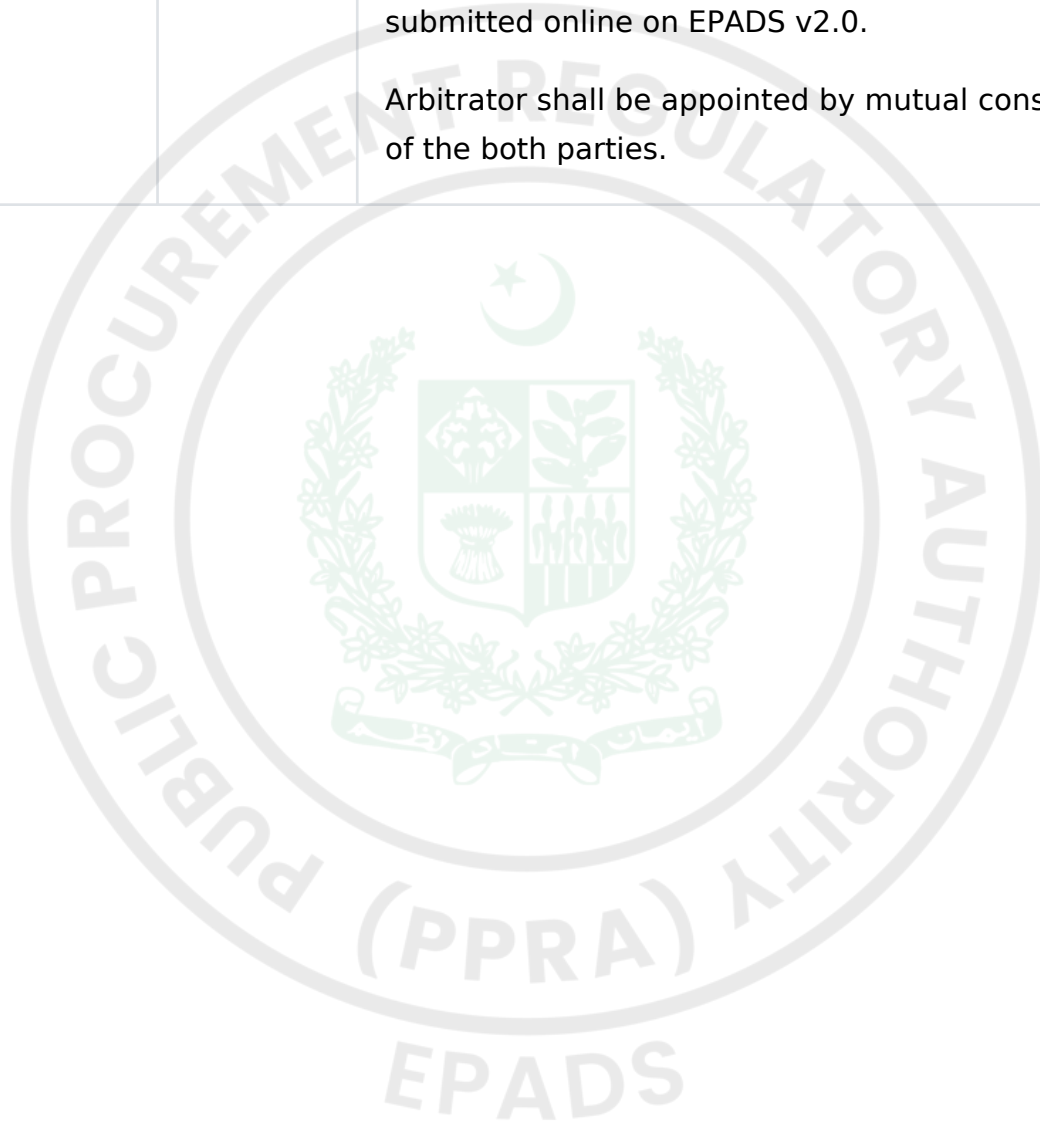 submitted online on EPADS v2.0.
Arbitrator shall be appointed by mutual cons
of the both parties.
PUBLIC PROCUREMENT REGULATORY AUTHORITY
(PPRA)
EPADS